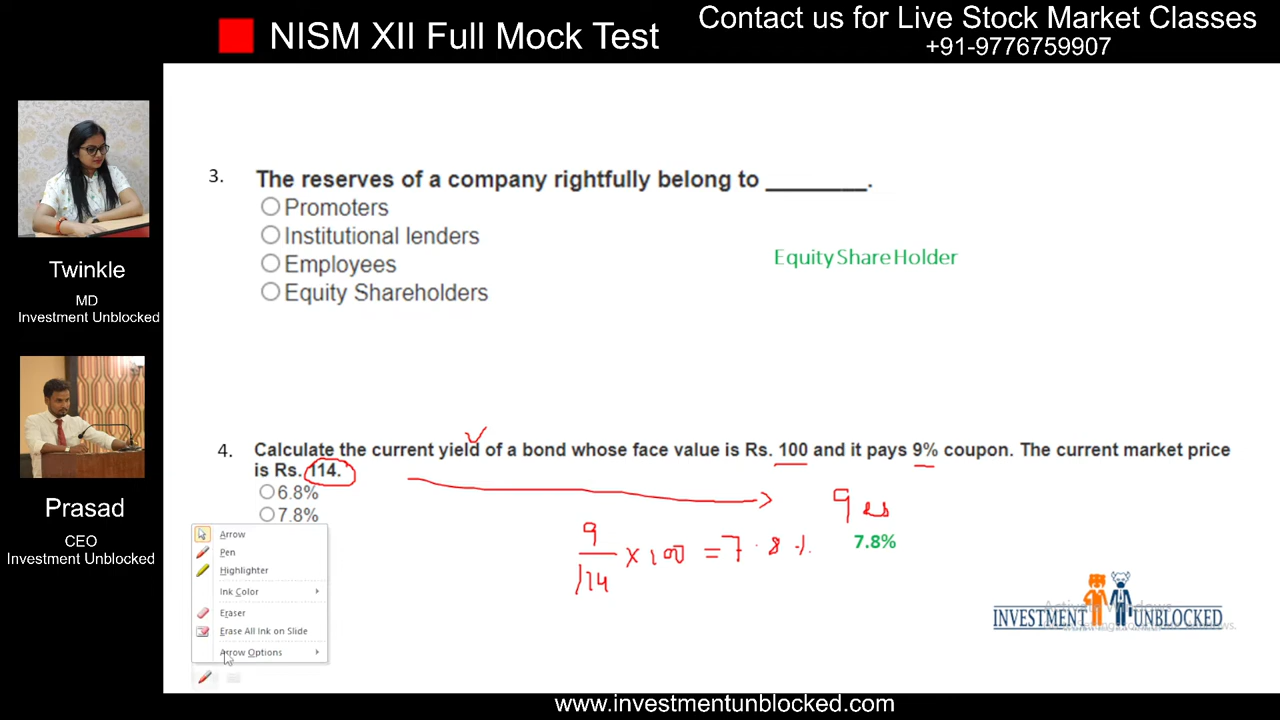 NISM XII Full Mock Test
Contact us for Live Stock Market Classes
+91-9776759907
Twinkle
MD
Investment Unblocked
Prasad
CEO
Investment Unblocked
3. The reserves of a company rightfully belong to ________.
Promoters
Institutional lenders
Employees
Equity Shareholders
Equity Share Holder
4. Calculate the current yield of a bond whose face value is Rs. 100 and it pays 9% coupon. The current market price
is Rs. 114.
6.8%
7.8%
9 rs
9
/114 × 100 = 7.8 %
7.8%
Arrow
Pen
Highlighter
Ink Color
Eraser
Erase All Ink on Slide
Arrow Options
INVESTMENT UNBLOCKED
www.investmentunblocked.com